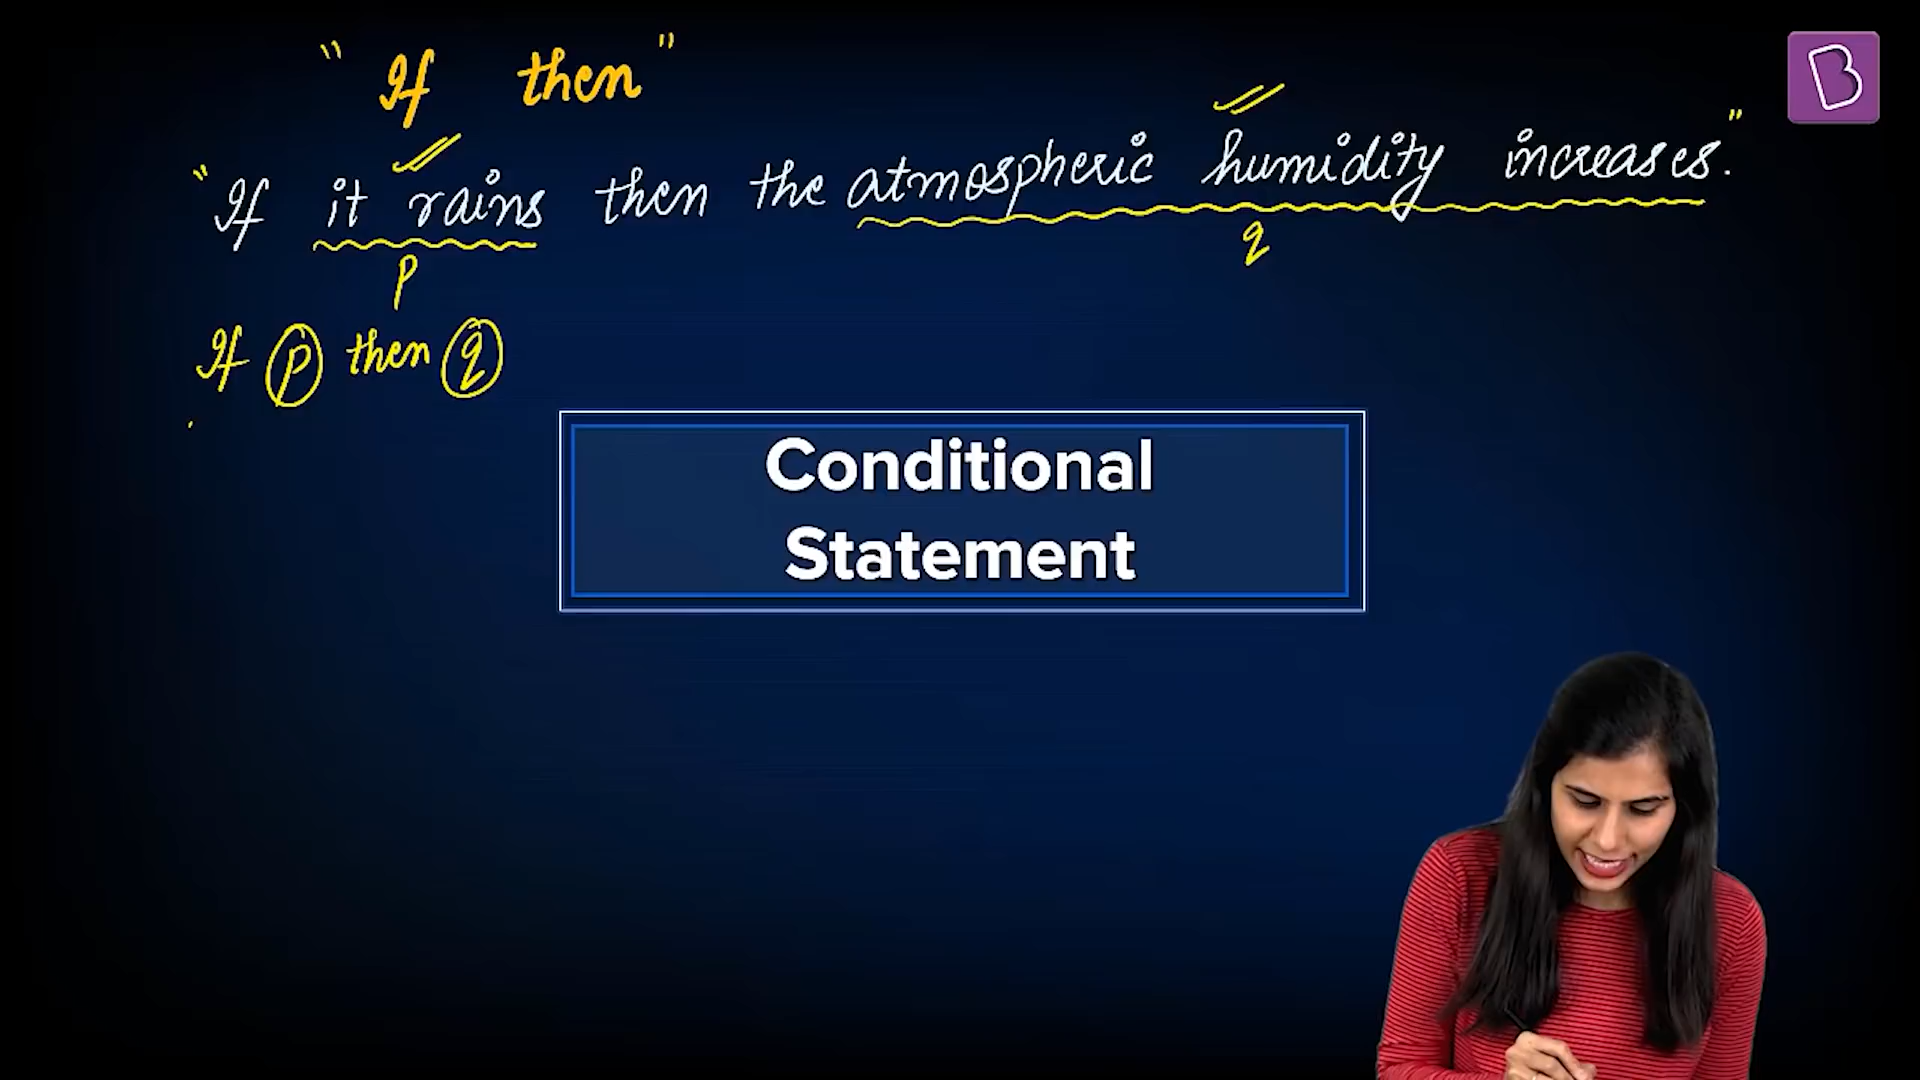 " If then "
"If it rains then the atmospheric humidity increases."
p q
If p then q
Conditional
Statement
B